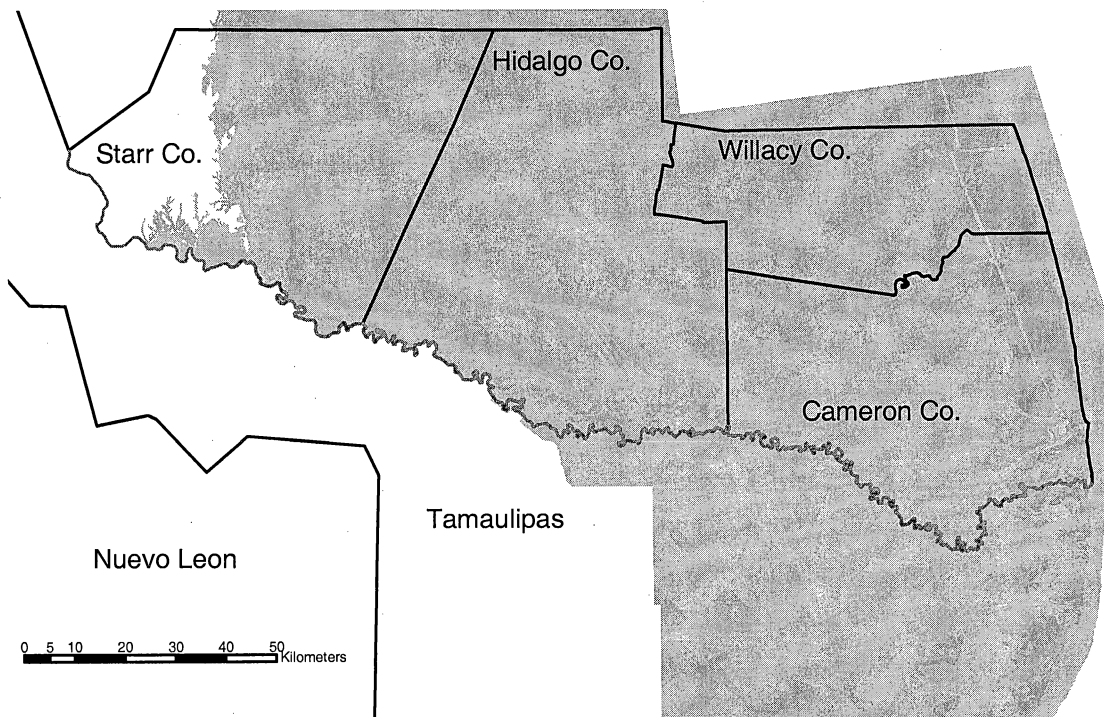 Hidalgo Co.
Starr Co.
Willacy Co.
Cameron Co.
Tamaulipas
Nuevo Leon
0 5 10 20 30 40 50
Kilometers